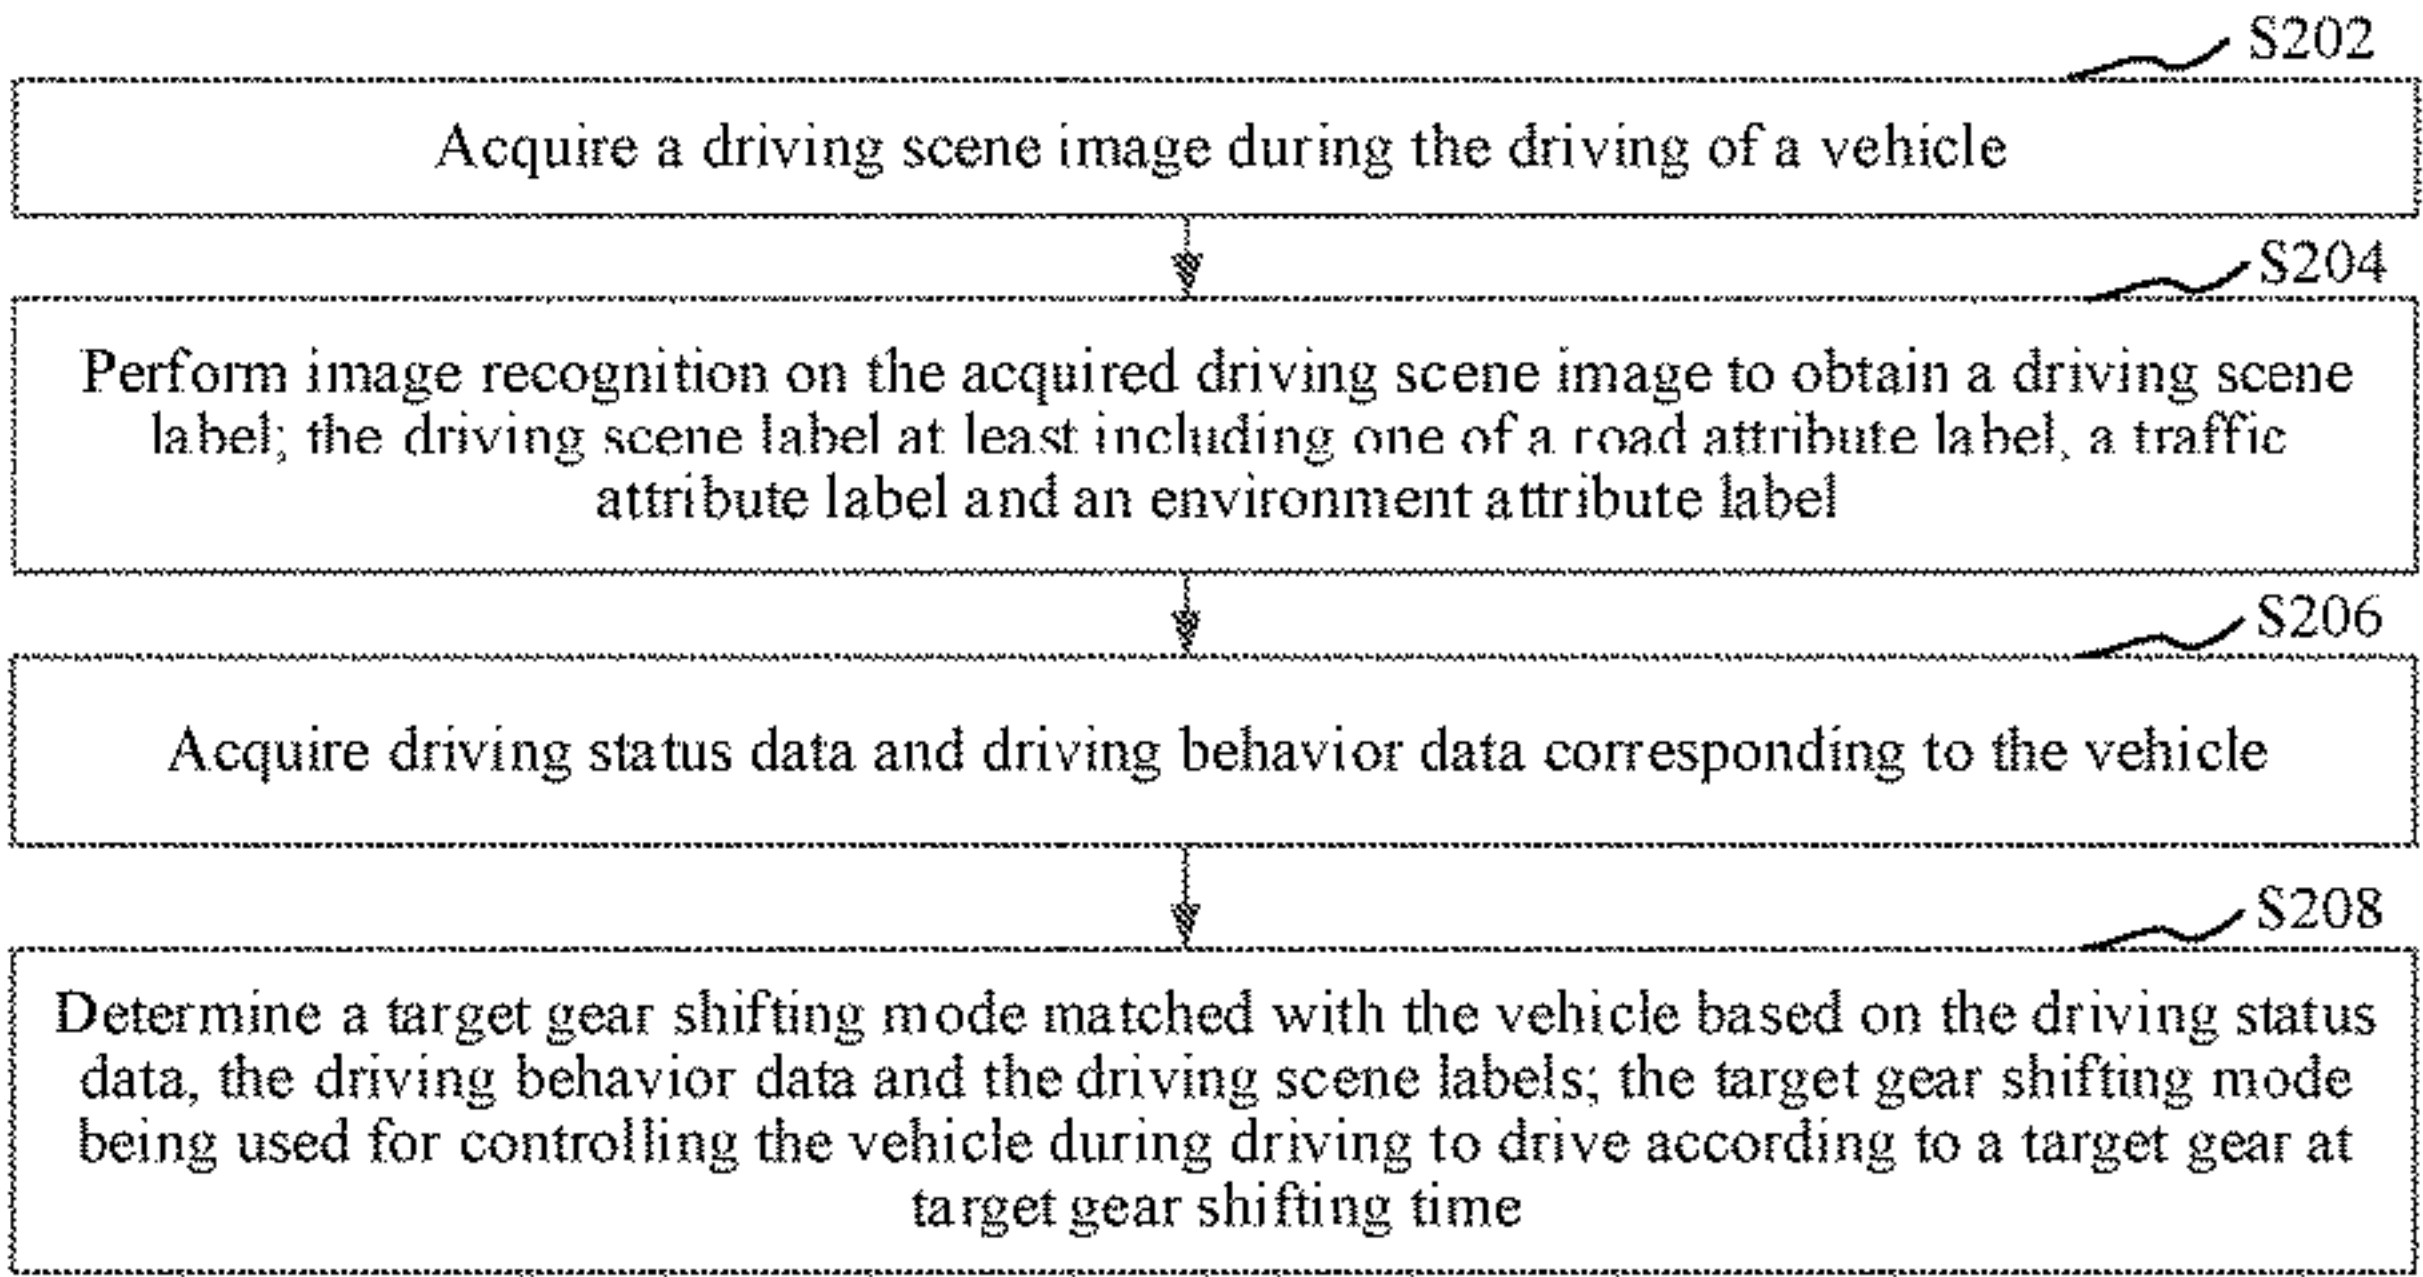 S202
Acquire a driving scene image during the driving of a vehicle
S204
Perform image recognition on the acquired driving scene image to obtain a driving scene
label; the driving scene label at least including one of a road attribute label, a traffic
attribute label and an environment attribute label
S206
Acquire driving status data and driving behavior data corresponding to the vehicle
S208
Determine a target gear shifting mode matched with the vehicle based on the driving status
data, the driving behavior data and the driving scene labels; the target gear shifting mode
being used for controlling the vehicle during driving to drive according to a target gear at
target gear shifting time